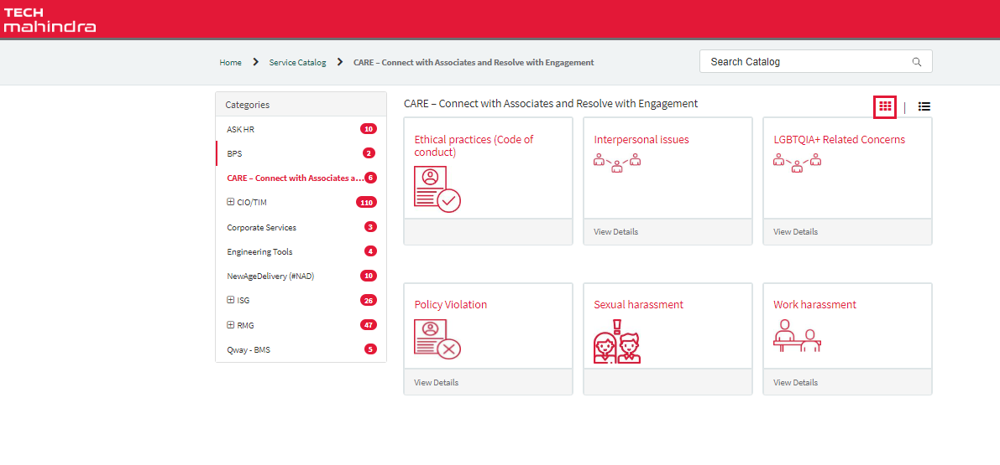 TECH
mahindra
Home > Service Catalog > CARE – Connect with Associates and Resolve with Engagement
Search Catalog
Categories
ASK HR 10
BPS 2
CARE – Connect with Associates a... 6
CIO/TIM 110
Corporate Services 3
Engineering Tools 4
NewAgeDelivery (#NAD) 10
ISG 26
RMG 47
Qway - BMS 5
CARE – Connect with Associates and Resolve with Engagement
|
Ethical practices (Code of
conduct)
Interpersonal issues
View Details
LGBTQIA+ Related Concerns
View Details
Policy Violation
View Details
Sexual harassment
Work harassment
View Details